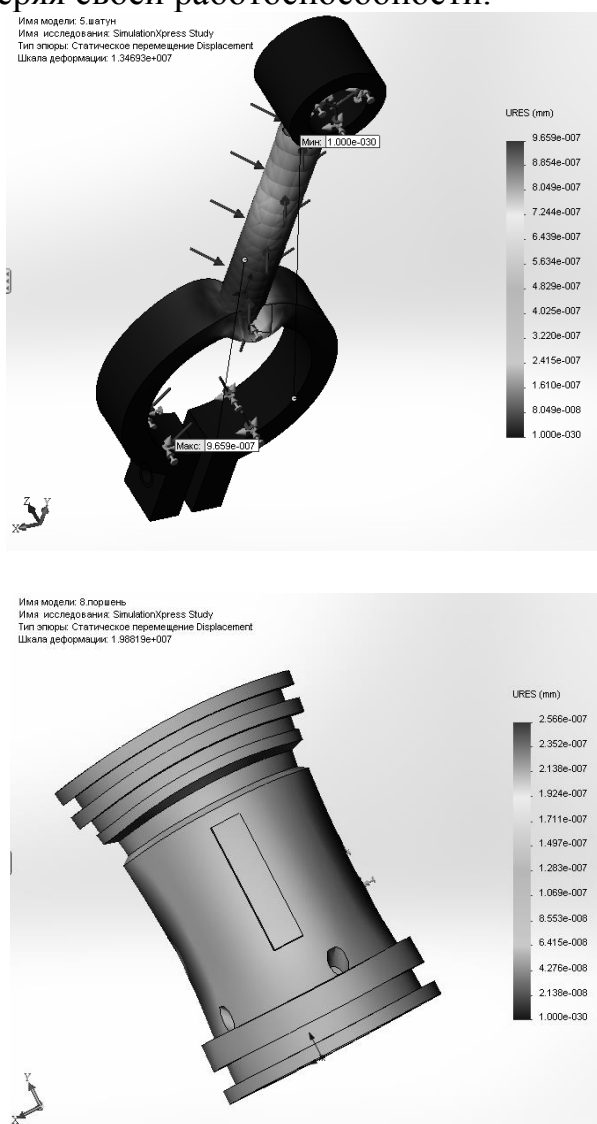 еряя своей работоспособности.
Имя модели: 5.шатун
Имя исследования: SimulationXpress Study
Тип эпюры: Статическое перемещение Displacement
Шкала деформации: 1.34693e+007
URES (mm)
9.659e-007
8.854e-007
8.049e-007
7.244e-007
6.439e-007
5.634e-007
4.829e-007
4.025e-007
3.220e-007
2.415e-007
1.610e-007
8.049e-008
1.000e-030
Мин: 1.000e-030
Макс: 9.659e-007
Z Y
X
Имя модели: 8.поршень
Имя исследования: SimulationXpress Study
Тип эпюры: Статическое перемещение Displacement
Шкала деформации: 1.98819e+007
URES (mm)
2.566e-007
2.352e-007
2.138e-007
1.924e-007
1.711e-007
1.497e-007
1.283e-007
1.069e-007
8.553e-008
6.415e-008
4.276e-008
2.138e-008
1.000e-030
Y
X